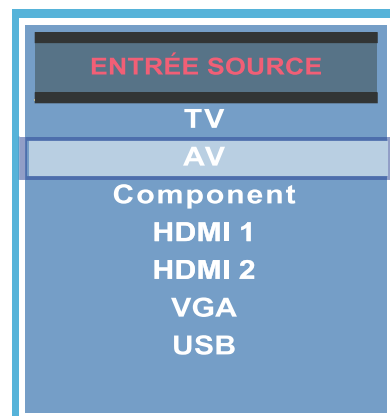 ENTRÉE SOURCE
TV
AV
Component
HDMI 1
HDMI 2
VGA
USB